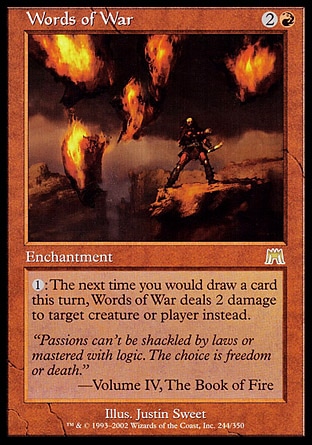 Words of War 2
Enchantment
1: The next time you would draw a card
this turn, Words of War deals 2 damage
to target creature or player instead.
"Passions can't be shackled by laws or
mastered with logic. The choice is freedom
or death."
—Volume IV, The Book of Fire
Illus. Justin Sweet
™ & © 1993–2002 Wizards of the Coast, Inc. 244/350